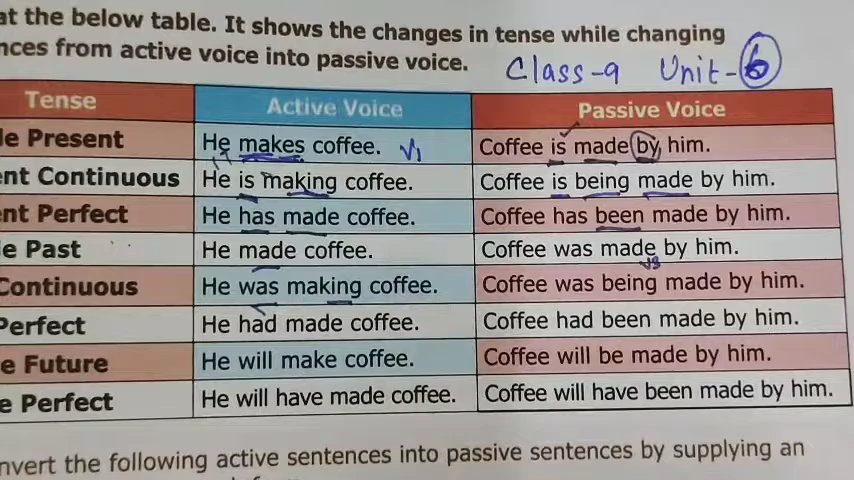 at the below table. It shows the changes in tense while changing
nces from active voice into passive voice.
Class-9 Unit-6
Tense Active Voice Passive Voice
le Present He makes coffee. V1 Coffee is made by him.
nt Continuous He is making coffee. Coffee is being made by him.
nt Perfect He has made coffee. Coffee has been made by him.
e Past He made coffee. Coffee was made by him.
V3
Continuous He was making coffee. Coffee was being made by him.
Perfect He had made coffee. Coffee had been made by him.
e Future He will make coffee. Coffee will be made by him.
e Perfect He will have made coffee. Coffee will have been made by him.
nvert the following active sentences into passive sentences by supplying an